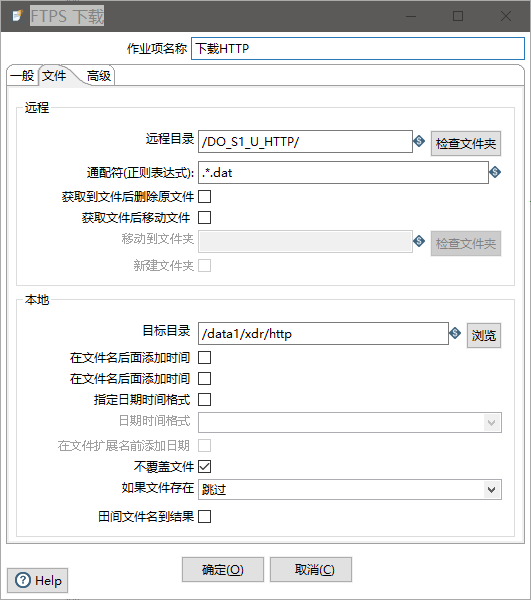 FTPS 下载
作业项名称 下载HTTP
一般 文件 高级
远程
远程目录 /DO_S1_U_HTTP/ 检查文件夹
通配符(正则表达式): .*.dat
获取到文件后删除原文件
获取文件后移动文件
移动到文件夹 检查文件夹
新建文件夹
本地
目标目录 /data1/xdr/http 浏览
在文件名后面添加时间
在文件名后面添加时间
指定日期时间格式
日期时间格式
在文件扩展名前添加日期
不覆盖文件
如果文件存在 跳过
田间文件名到结果
确定(O) 取消(C)
Help